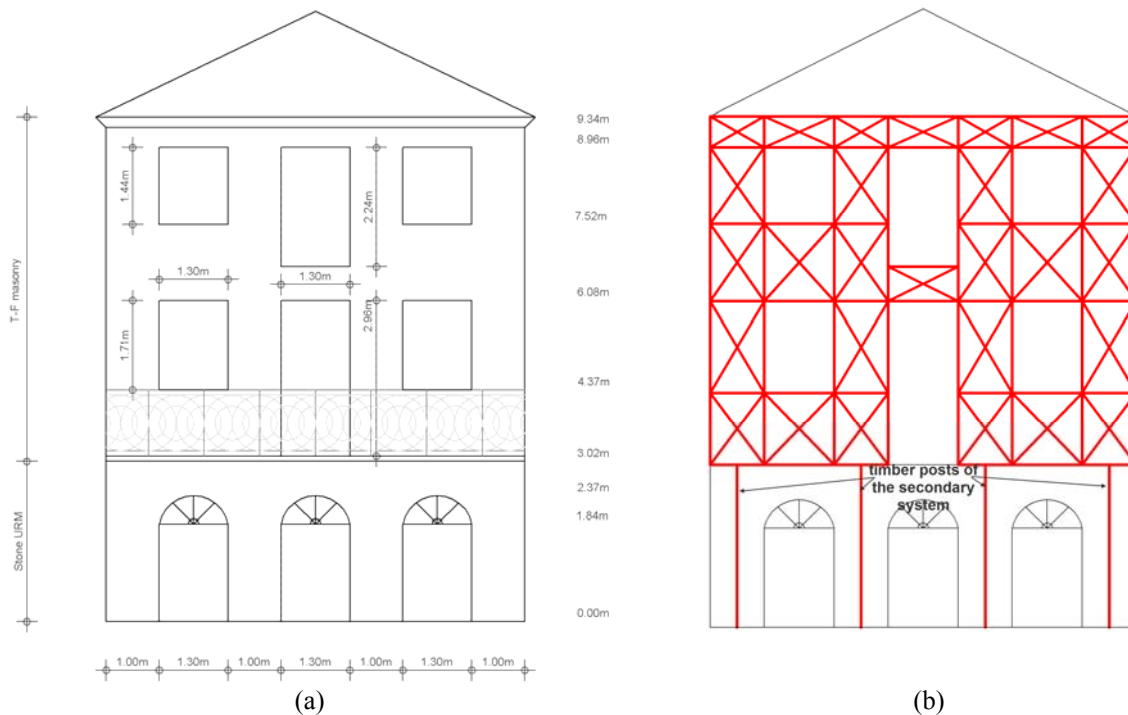 9.34m
8.96m
1.44m
2.24m
7.52m
T-F masonry
1.30m
1.30m
6.08m
1.71m
2.96m
4.37m
3.02m
timber posts of
the secondary
system
2.37m
1.84m
Stone URM
0.00m
1.00m 1.30m 1.00m 1.30m 1.00m 1.30m 1.00m
(a) (b)